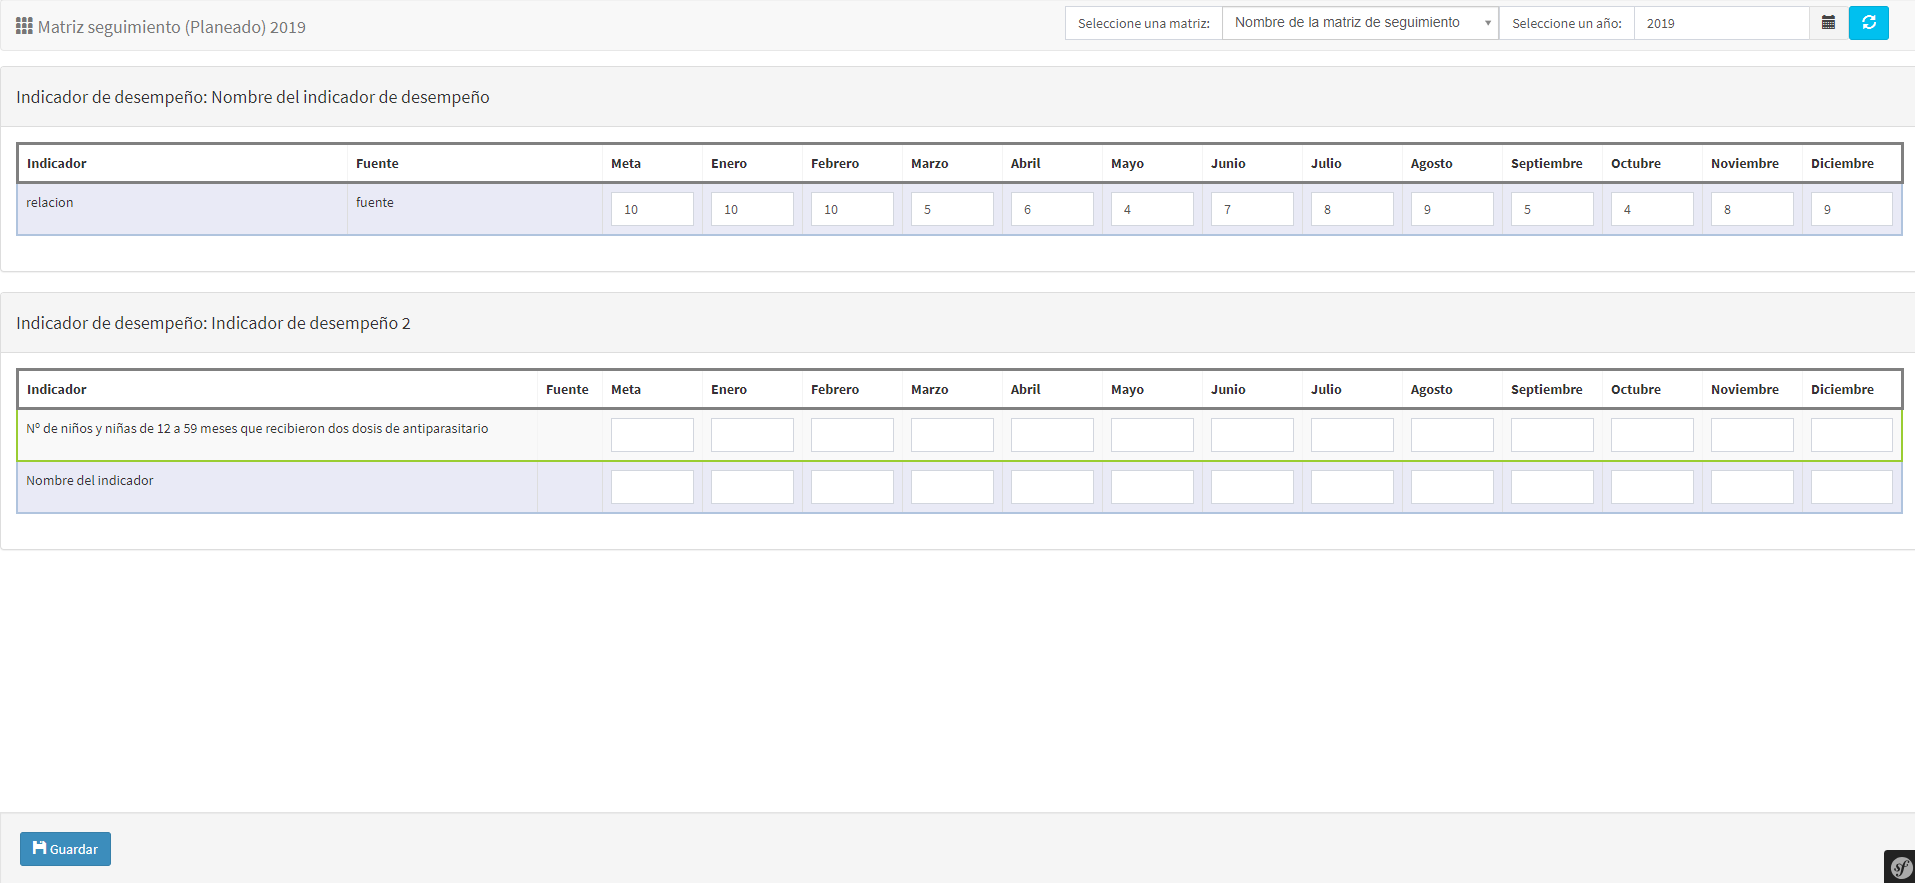 Matriz seguimiento (Planeado) 2019
Seleccione una matriz: Nombre de la matriz de seguimiento Seleccione un año: 2019
Indicador de desempeño: Nombre del indicador de desempeño
Indicador Fuente Meta Enero Febrero Marzo Abril Mayo Junio Julio Agosto Septiembre Octubre Noviembre Diciembre
relacion fuente 10 10 10 5 6 4 7 8 9 5 4 8 9
Indicador de desempeño: Indicador de desempeño 2
Indicador Fuente Meta Enero Febrero Marzo Abril Mayo Junio Julio Agosto Septiembre Octubre Noviembre Diciembre
Nº de niños y niñas de 12 a 59 meses que recibieron dos dosis de antiparasitario
Nombre del indicador
Guardar
sf